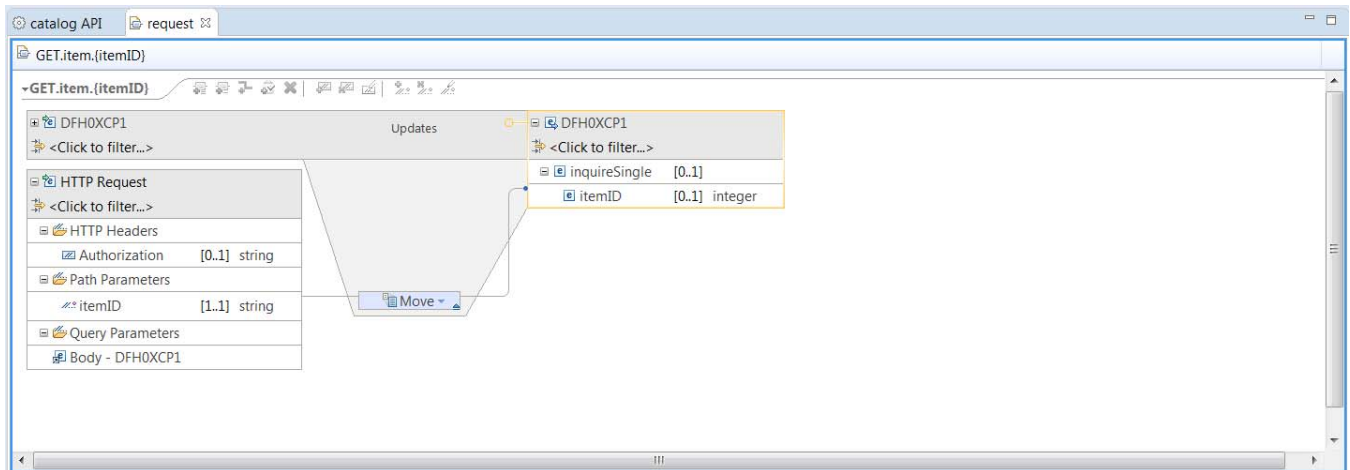 catalog API
request
GET.item.{itemID}
GET.item.{itemID}
DFH0XCP1
<Click to filter...>
Updates
DFH0XCP1
<Click to filter...>
inquireSingle [0..1]
itemID [0..1] integer
HTTP Request
<Click to filter...>
HTTP Headers
Authorization [0..1] string
Path Parameters
itemID [1..1] string
Move
Query Parameters
Body - DFH0XCP1